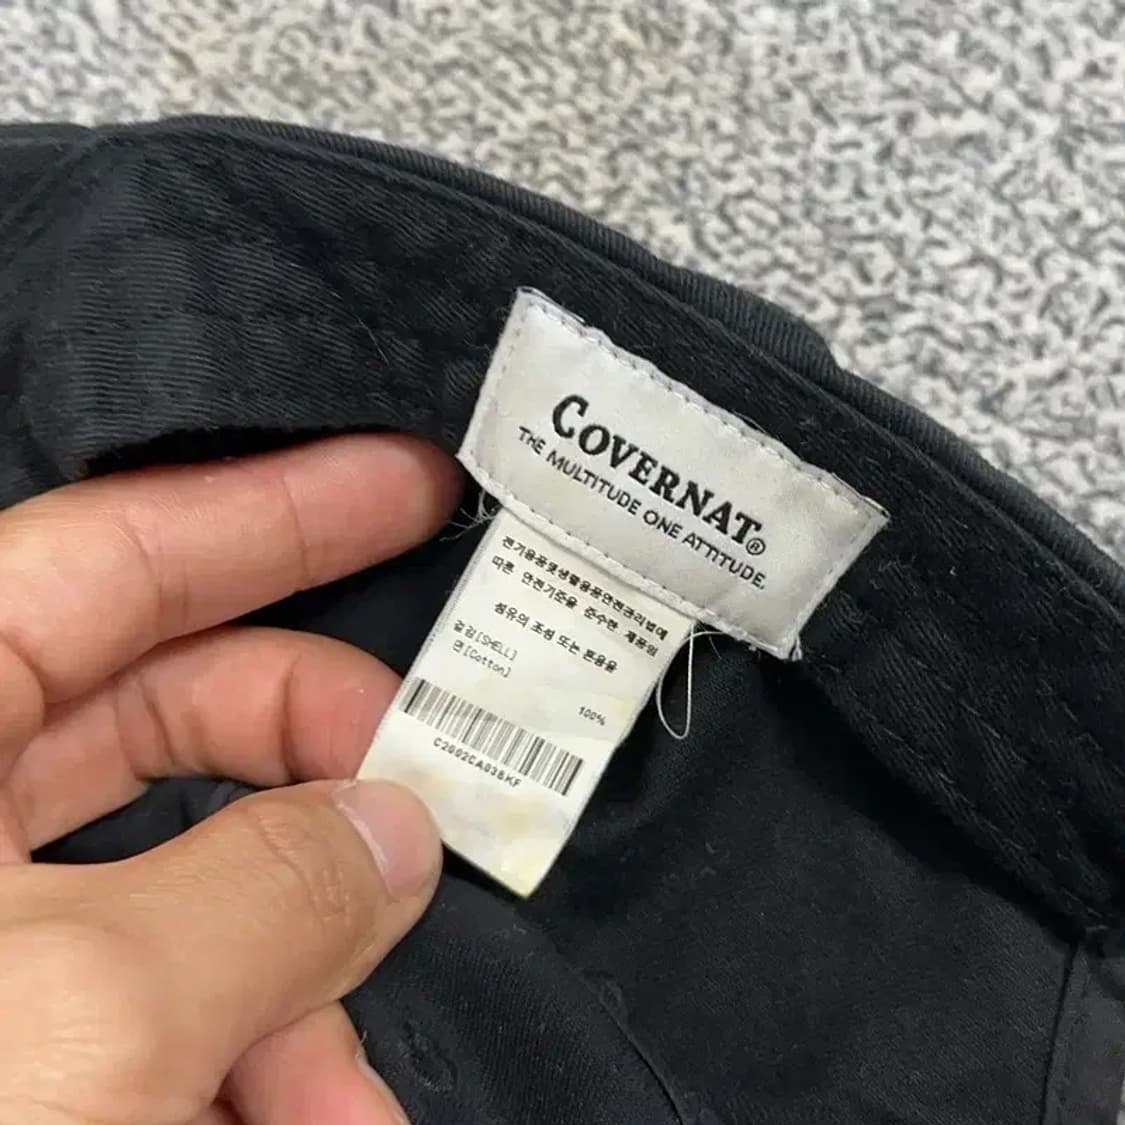 COVERNAT®
THE MULTITUDE ONE ATTITUDE.
전기용품및생활용품안전관리법에
따른 안전기준을 준수한 제품임
섬유의 조성 또는 혼용율
겉감[SHELL]
면[Cotton]
100%
C2002CA03BKF